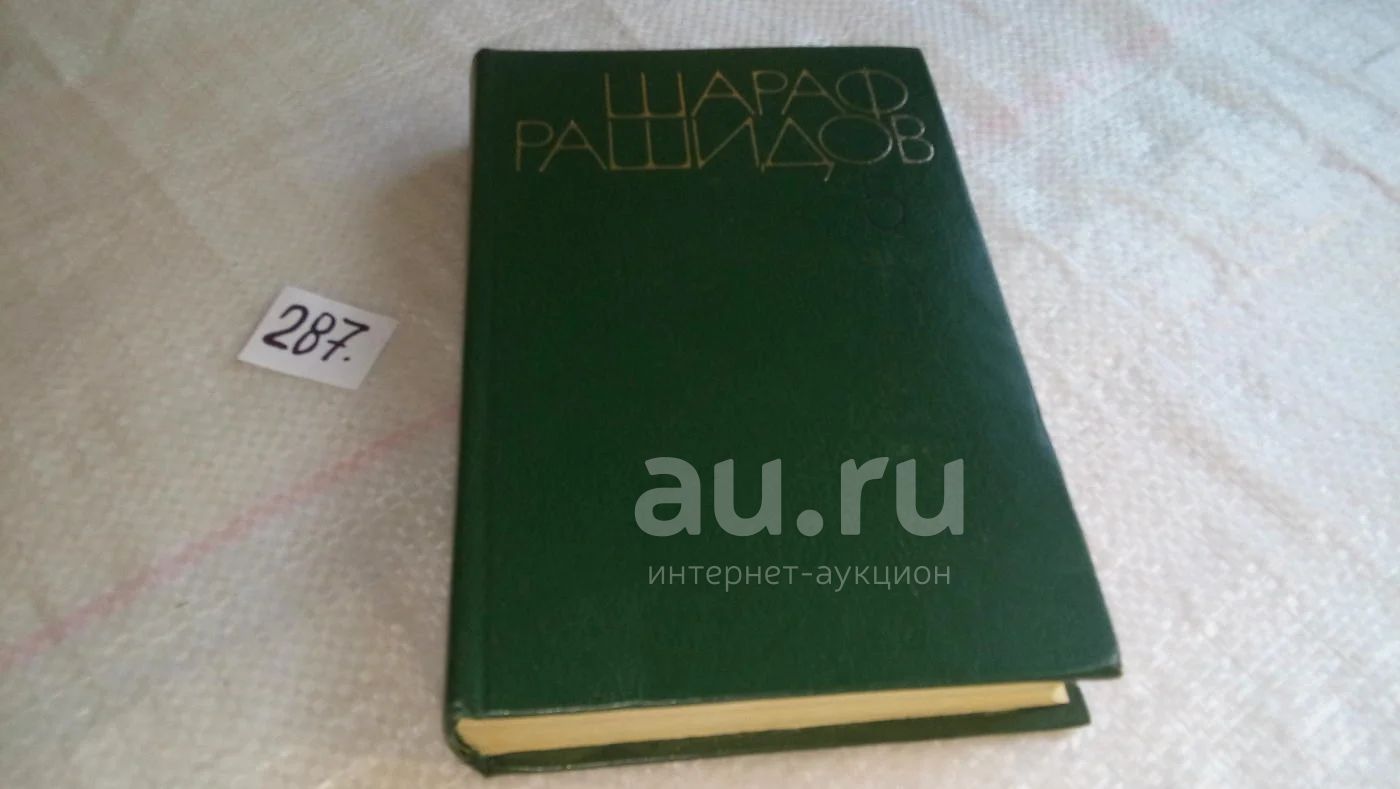 ШАРАФ
РАШИДОВ
287.
au.ru
интернет-аукцион